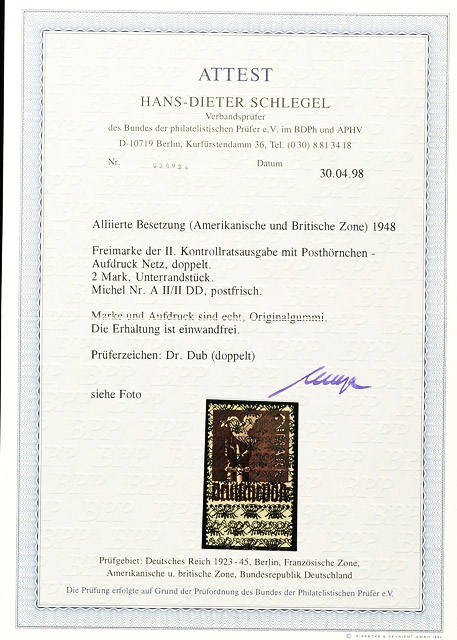 ATTEST
HANS-DIETER SCHLEGEL
Verbandsprüfer
des Bundes der philatelistischen Prüfer e.V. im BDPh und APHV
D-10719 Berlin, Kurfürstendamm 36, Tel. (0 30) 8 81 34 18
Nr. Datum
30.04.98
Alliierte Besetzung (Amerikanische und Britische Zone) 1948
Freimarke der II. Kontrollratsausgabe mit Posthörnchen -
Aufdruck Netz, doppelt.
2 Mark, Unterrandstück.
Michel Nr. A II/II DD, postfrisch.
Marke und Aufdruck sind echt, Originalgummi.
Die Erhaltung ist einwandfrei.
Prüferzeichen: Dr. Dub (doppelt)
siehe Foto
Prüfgebiet: Deutsches Reich 1923 - 45, Berlin, Französische Zone,
Amerikanische u. britische Zone, Bundesrepublik Deutschland
Die Prüfung erfolgte auf Grund der Prüfordnung des Bundes der Philatelistischen Prüfer e.V.